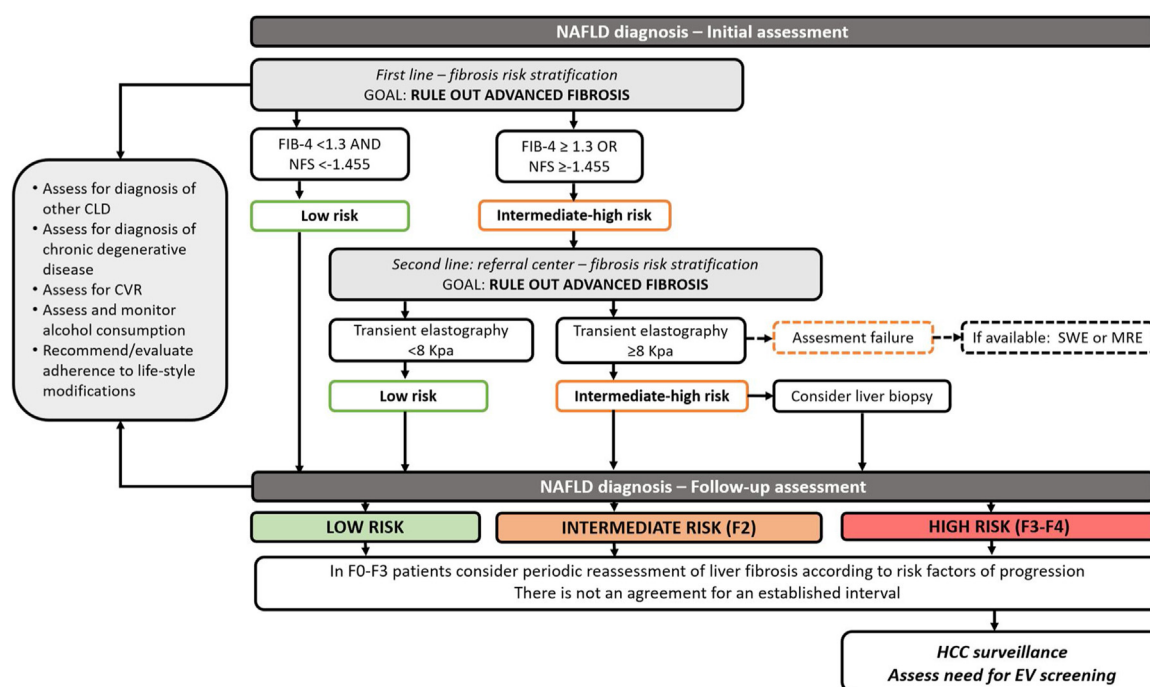 NAFLD diagnosis – Initial assessment
First line – fibrosis risk stratification
GOAL: RULE OUT ADVANCED FIBROSIS
FIB-4 <1.3 AND
NFS <-1.455
FIB-4 ≥ 1.3 OR
NFS ≥-1.455
Low risk
Intermediate-high risk
• Assess for diagnosis of
other CLD
• Assess for diagnosis of
chronic degenerative
disease
• Assess for CVR
• Assess and monitor
alcohol consumption
• Recommend/evaluate
adherence to life-style
modifications
Second line: referral center – fibrosis risk stratification
GOAL: RULE OUT ADVANCED FIBROSIS
Transient elastography
<8 Kpa
Transient elastography
≥8 Kpa
Assesment failure
If available: SWE or MRE
Low risk
Intermediate-high risk
Consider liver biopsy
NAFLD diagnosis – Follow-up assessment
LOW RISK
INTERMEDIATE RISK (F2)
HIGH RISK (F3-F4)
In F0-F3 patients consider periodic reassessment of liver fibrosis according to risk factors of progression
There is not an agreement for an established interval
HCC surveillance
Assess need for EV screening